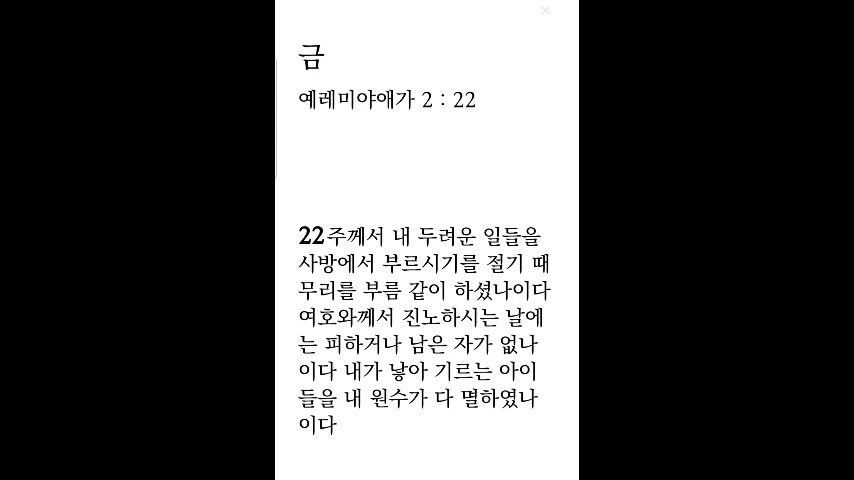 금
예레미야애가 2 : 22
22주께서 내 두려운 일들을
사방에서 부르시기를 절기 때
무리를 부름 같이 하셨나이다
여호와께서 진노하시는 날에
는 피하거나 남은 자가 없나
이다 내가 낳아 기르는 아이
들을 내 원수가 다 멸하였나
이다